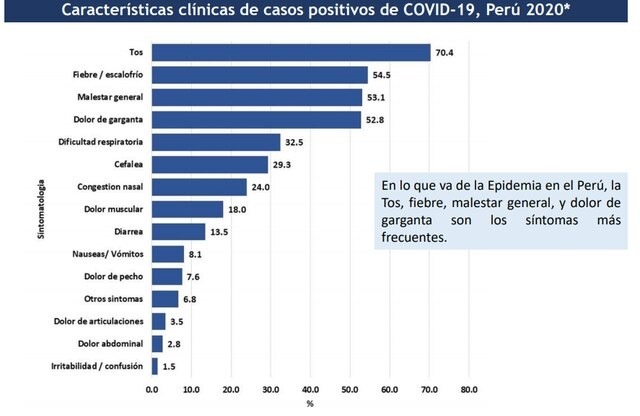 Características clínicas de casos positivos de COVID-19, Perú 2020*
Sintomatologia
Tos 70.4
Fiebre / escalofrío 54.5
Malestar general 53.1
Dolor de garganta 52.8
Dificultad respiratoria 32.5
Cefalea 29.3
Congestion nasal 24.0
Dolor muscular 18.0
Diarrea 13.5
Nauseas/ Vómitos 8.1
Dolor de pecho 7.6
Otros sintomas 6.8
Dolor de articulaciones 3.5
Dolor abdominal 2.8
Irritabilidad / confusión 1.5
0.0 10.0 20.0 30.0 40.0 50.0 60.0 70.0 80.0
%
En lo que va de la Epidemia en el Perú, la
Tos, fiebre, malestar general, y dolor de
garganta son los síntomas más
frecuentes.